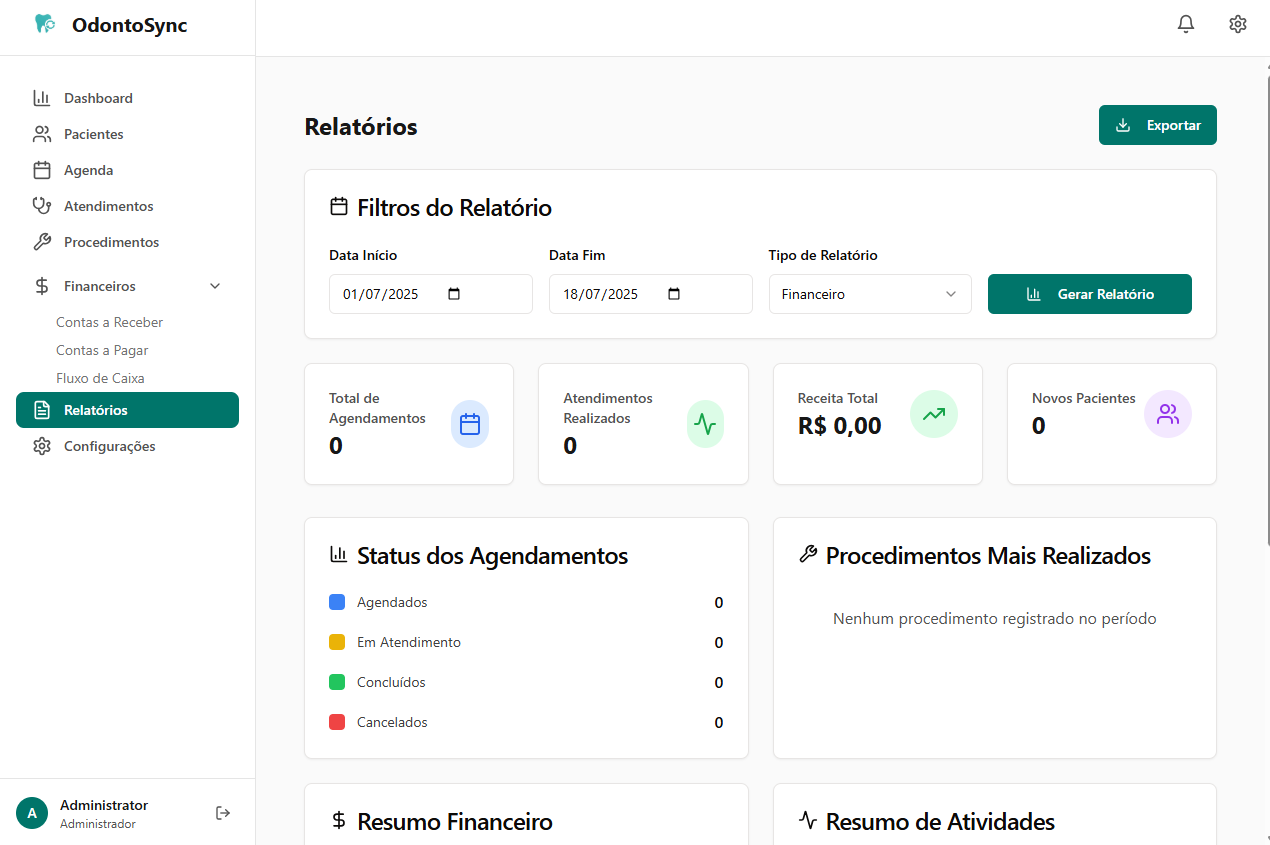 OdontoSync
Dashboard
Pacientes
Agenda
Atendimentos
Procedimentos
Financeiros
Contas a Receber
Contas a Pagar
Fluxo de Caixa
Relatórios
Configurações
A
Administrator
Administrador
Relatórios
Exportar
Filtros do Relatório
Data Início
Data Fim
Tipo de Relatório
01/07/2025
18/07/2025
Financeiro
Gerar Relatório
Total de
Agendamentos
0
Atendimentos
Realizados
0
Receita Total
R$ 0,00
Novos Pacientes
0
Status dos Agendamentos
Agendados 0
Em Atendimento 0
Concluídos 0
Cancelados 0
Procedimentos Mais Realizados
Nenhum procedimento registrado no período
Resumo Financeiro
Resumo de Atividades